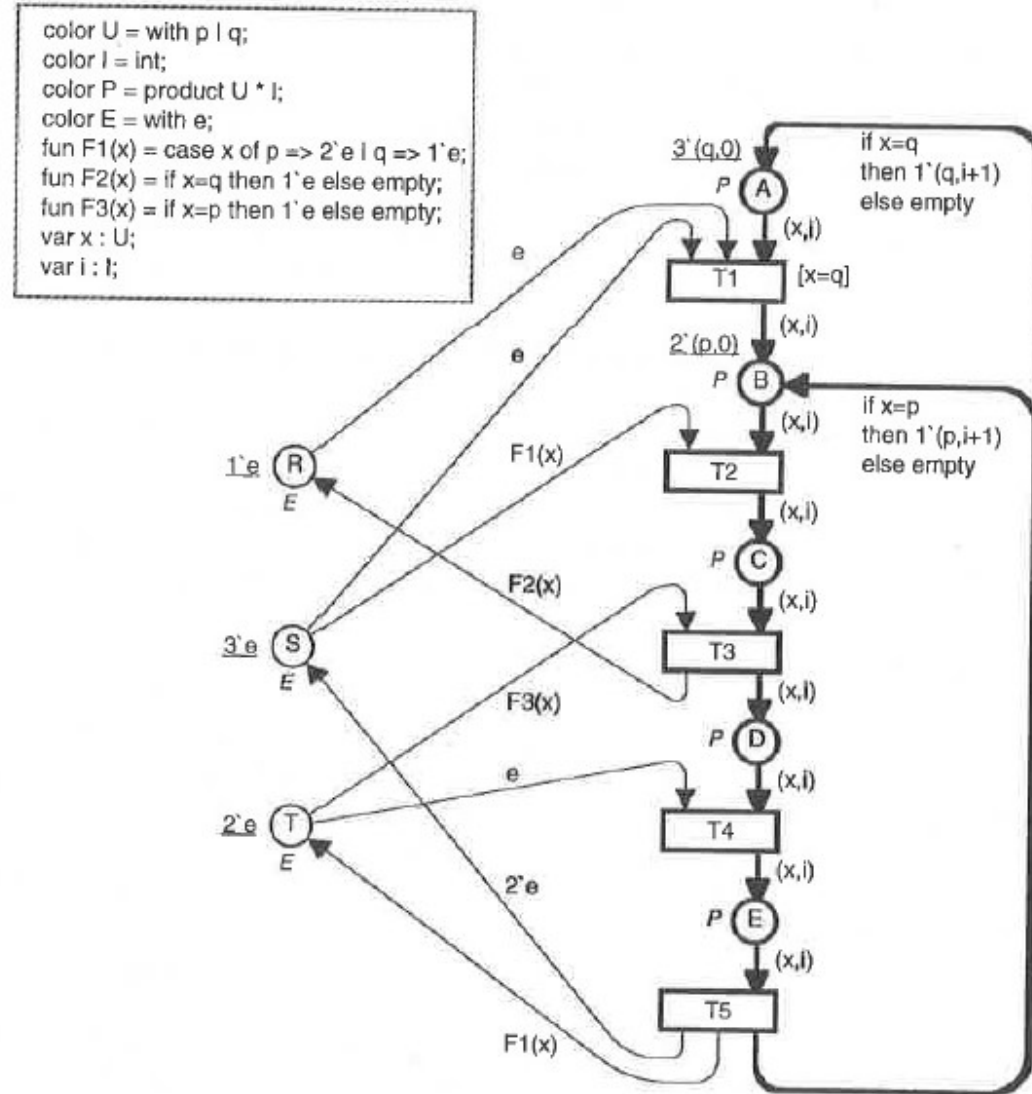 color U = with p | q;
color I = int;
color P = product U * I;
color E = with e;
fun F1(x) = case x of p => 2`e | q => 1`e;
fun F2(x) = if x=q then 1`e else empty;
fun F3(x) = if x=p then 1`e else empty;
var x : U;
var i : I;
3`(q,0)
P
A
if x=q
then 1`(q,i+1)
else empty
(x,i)
e
T1
[x=q]
(x,i)
e
2`(p,0)
P
B
if x=p
then 1`(p,i+1)
else empty
(x,i)
F1(x)
1`e
R
E
T2
(x,i)
P
C
F2(x)
(x,i)
3`e
S
E
T3
(x,i)
F3(x)
P
D
e
(x,i)
2`e
T
E
T4
(x,i)
2`e
P
E
(x,i)
T5
F1(x)